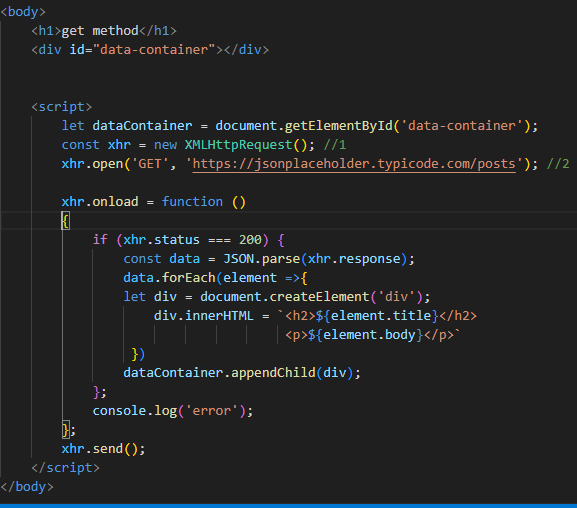 <body>
<h1>get method</h1>
<div id="data-container"></div>
<script>
let dataContainer = document.getElementById('data-container');
const xhr = new XMLHttpRequest(); //1
xhr.open('GET', 'https://jsonplaceholder.typicode.com/posts'); //2
xhr.onload = function ()
{
if (xhr.status === 200) {
const data = JSON.parse(xhr.response);
data.forEach(element =>{
let div = document.createElement('div');
div.innerHTML = `<h2>${element.title}</h2>
<p>${element.body}</p>`
})
dataContainer.appendChild(div);
};
console.log('error');
};
xhr.send();
</script>
</body>